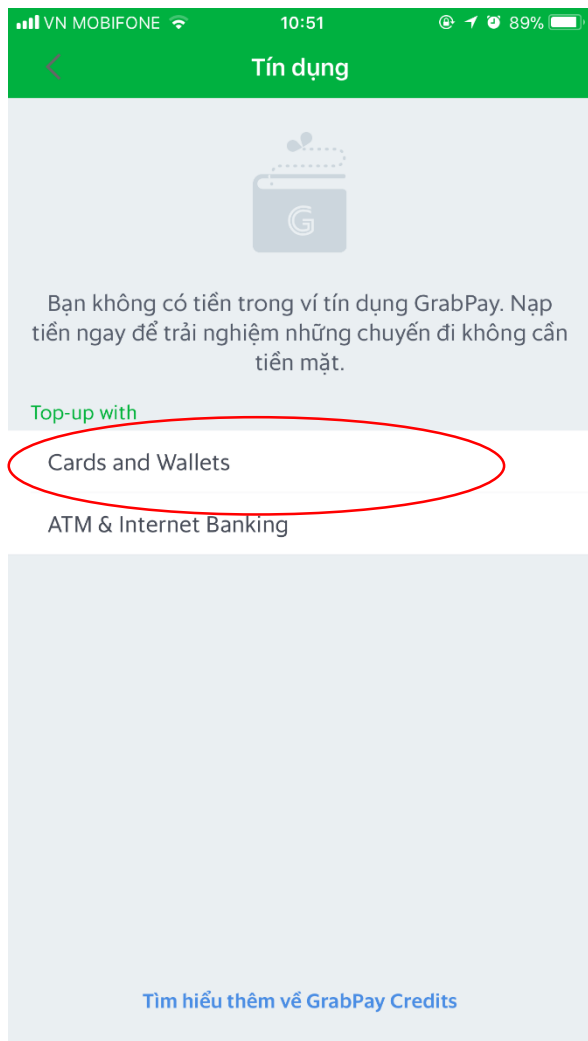 VN MOBIFONE 10:51 89%
Tín dụng
G
Bạn không có tiền trong ví tín dụng GrabPay. Nạp
tiền ngay để trải nghiệm những chuyến đi không cần
tiền mặt.
Top-up with
Cards and Wallets
ATM & Internet Banking
Tìm hiểu thêm về GrabPay Credits